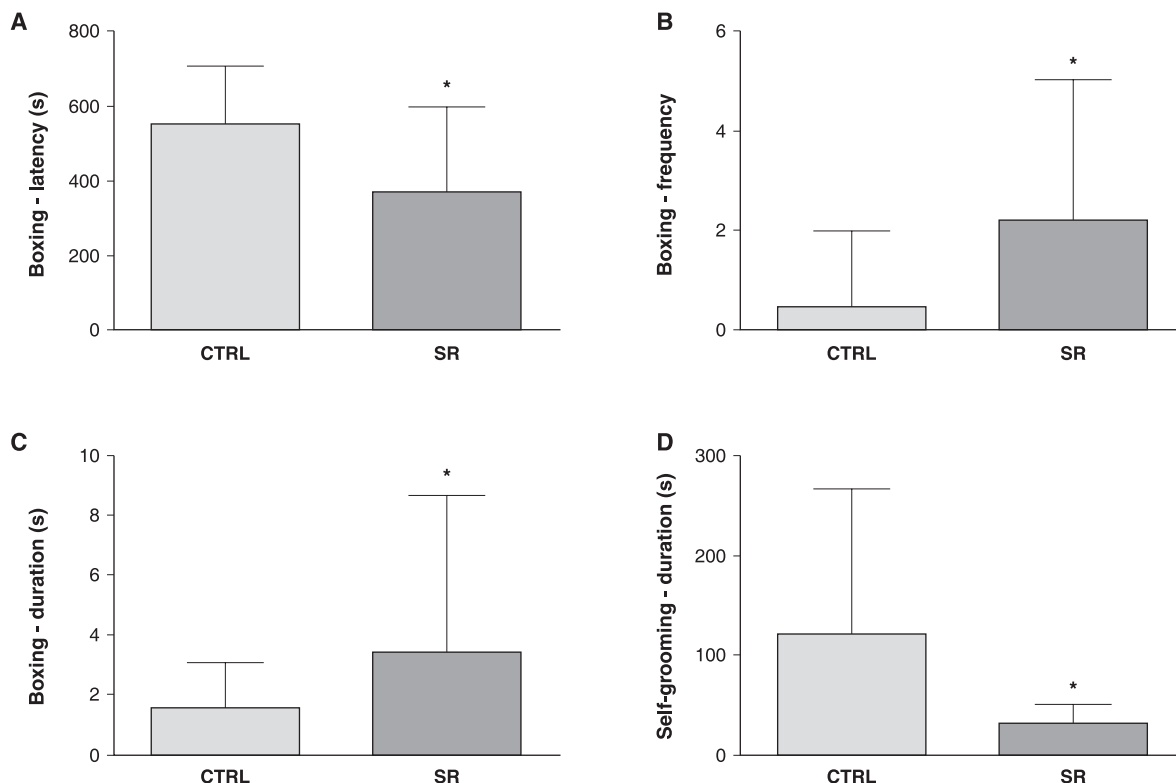 A
Boxing - latency (s)
800
600
400
200
0
*
CTRL
SR
B
Boxing - frequency
6
4
2
0
*
CTRL
SR
C
Boxing - duration (s)
10
8
6
4
2
0
*
CTRL
SR
D
Self-grooming - duration (s)
300
200
100
0
*
CTRL
SR